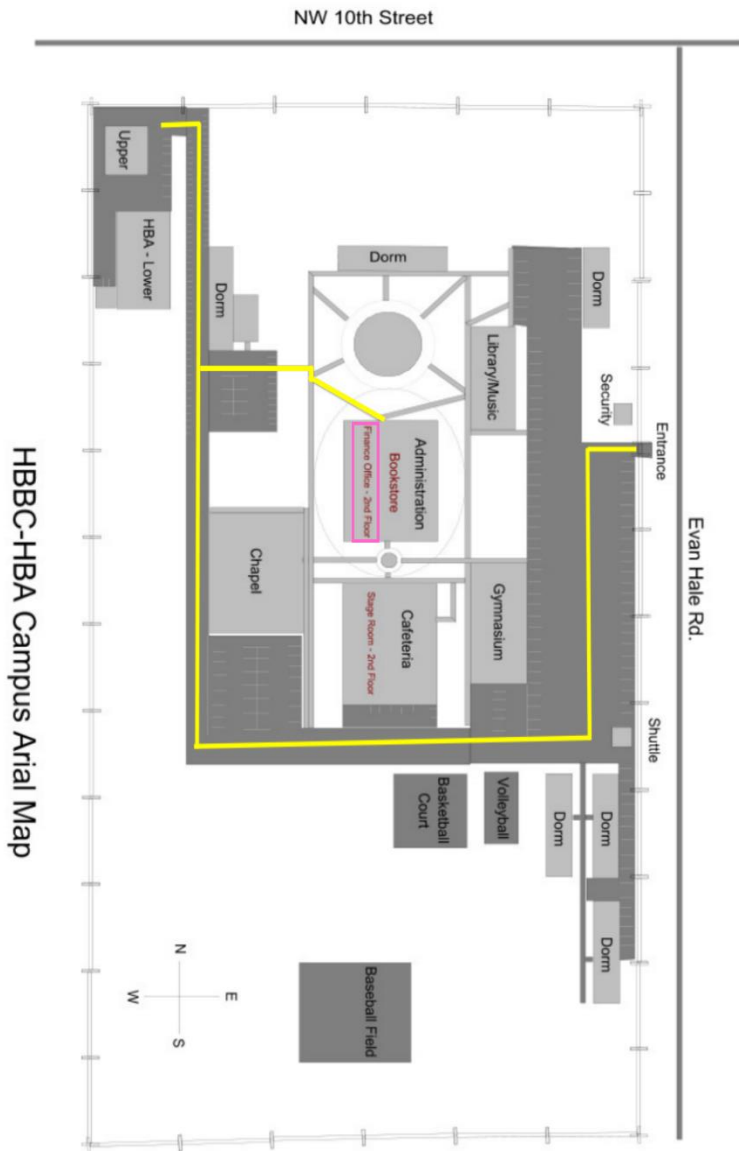 NW 10th Street
Evan Hale Rd.
Upper
HBA - Lower
Dorm
Dorm
Dorm
Library/Music
Security
Entrance
Administration
Bookstore
Finance Office - 2nd Floor
Chapel
Cafeteria
Stage Room - 2nd Floor
Gymnasium
Shuttle
Basketball
Court
Volleyball
Dorm
Dorm
Dorm
Baseball Field
N
W
E
S
HBBC-HBA Campus Arial Map